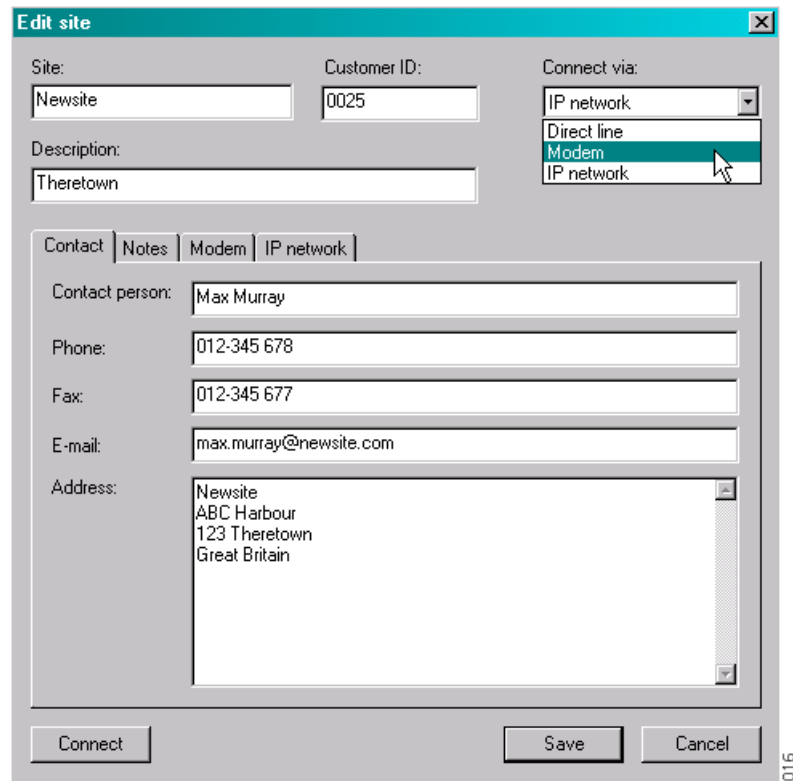 Edit site
Site:
Customer ID:
Connect via:
Newsite
0025
IP network
Direct line
Modem
IP network
Description:
Theretown
Contact
Notes
Modem
IP network
Contact person:
Max Murray
Phone:
012-345 678
Fax:
012-345 677
E-mail:
max.murray@newsite.com
Address:
Newsite
ABC Harbour
123 Theretown
Great Britain
Connect
Save
Cancel
016